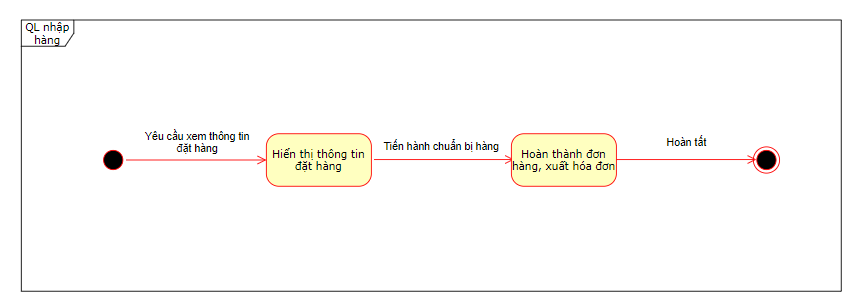 QL nhập
hàng
Yêu cầu xem thông tin
đặt hàng
Hiển thị thông tin
đặt hàng
Tiến hành chuẩn bị hàng
Hoàn thành đơn
hàng, xuất hóa đơn
Hoàn tất